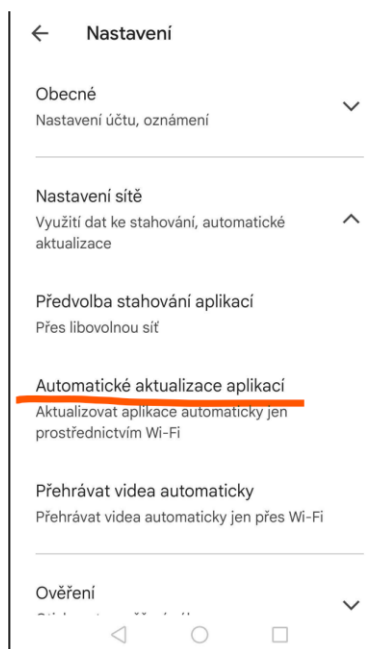 Nastavení
Obecné
Nastavení účtu, oznámení
Nastavení sítě
Využití dat ke stahování, automatické
aktualizace
Předvolba stahování aplikací
Přes libovolnou síť
Automatické aktualizace aplikací
Aktualizovat aplikace automaticky jen
prostřednictvím Wi-Fi
Přehrávat videa automaticky
Přehrávat videa automaticky jen přes Wi-Fi
Ověření